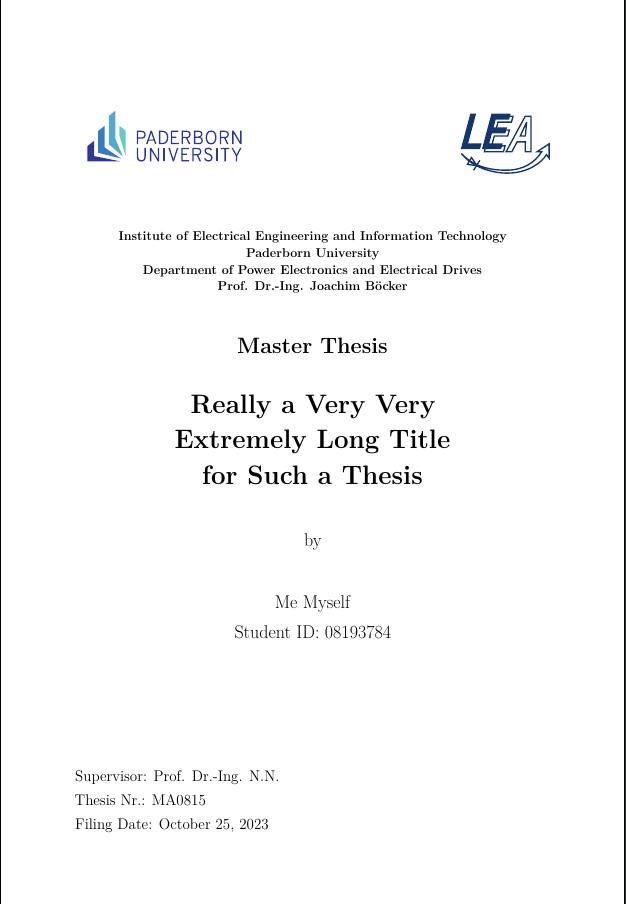 PADERBORN
UNIVERSITY
LEA
Institute of Electrical Engineering and Information Technology
Paderborn University
Department of Power Electronics and Electrical Drives
Prof. Dr.-Ing. Joachim Böcker
Master Thesis
Really a Very Very
Extremely Long Title
for Such a Thesis
by
Me Myself
Student ID: 08193784
Supervisor: Prof. Dr.-Ing. N.N.
Thesis Nr.: MA0815
Filing Date: October 25, 2023